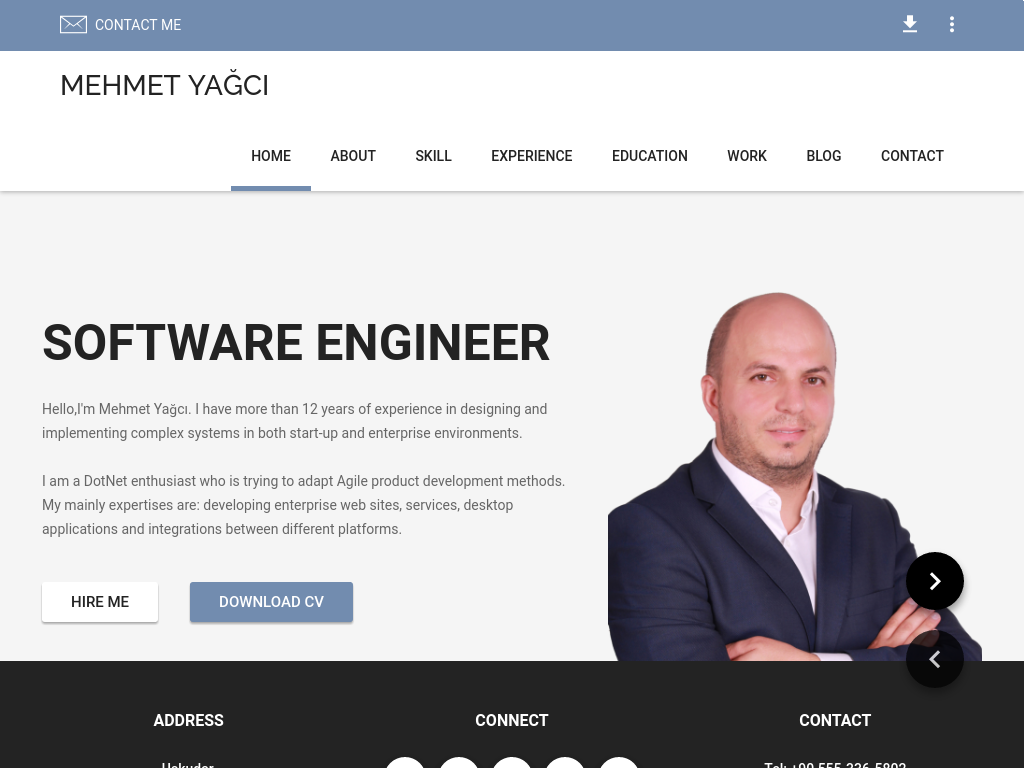 CONTACT ME
MEHMET YAĞCI
HOME ABOUT SKILL EXPERIENCE EDUCATION WORK BLOG CONTACT
SOFTWARE ENGINEER
Hello,I'm Mehmet Yağcı. I have more than 12 years of experience in designing and
implementing complex systems in both start-up and enterprise environments.
I am a DotNet enthusiast who is trying to adapt Agile product development methods.
My mainly expertises are: developing enterprise web sites, services, desktop
applications and integrations between different platforms.
HIRE ME DOWNLOAD CV
ADDRESS CONNECT CONTACT
Uskudar Tel: +90 555-336-5803